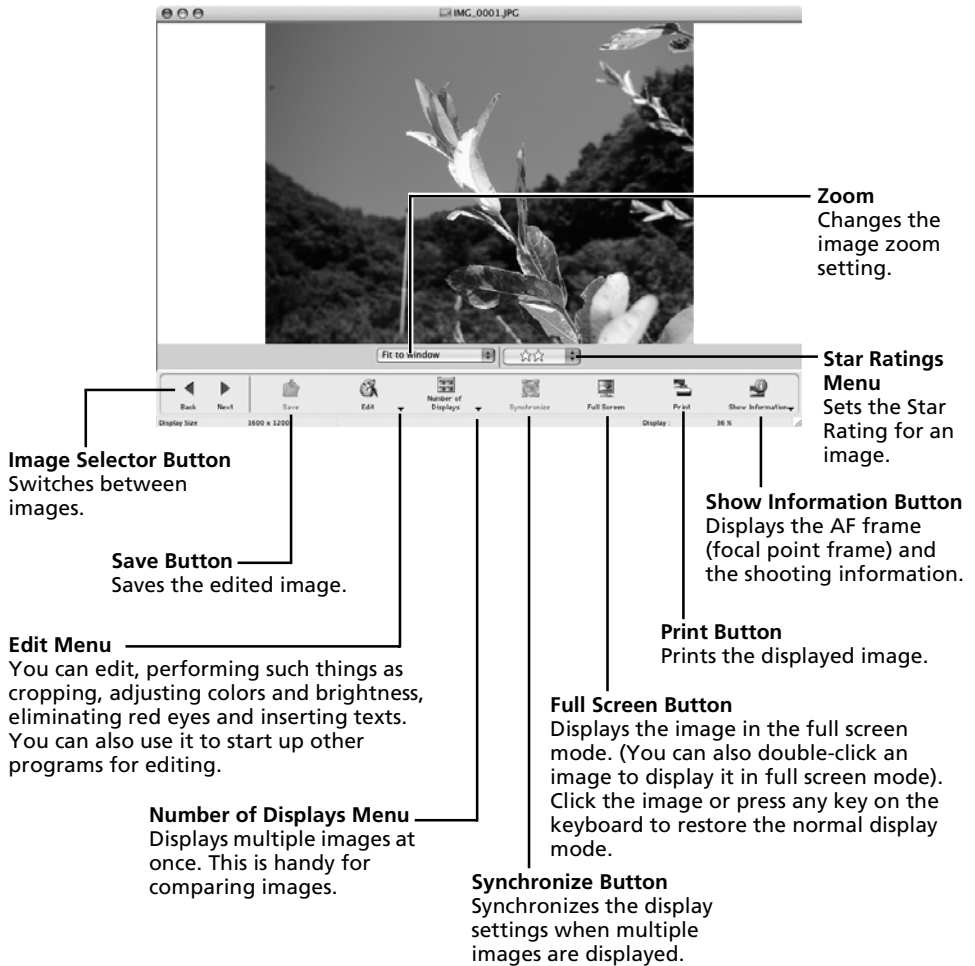 IMG_0001.JPG
Zoom
Changes the
image zoom
setting.
Fit to window
Star Ratings
Menu
Sets the Star
Rating for an
image.
Back Next Save Edit Number of Displays Synchronize Full Screen Print Show Information
Display Size 1600 x 1200 Display : 36 %
Image Selector Button
Switches between
images.
Show Information Button
Displays the AF frame
(focal point frame) and
the shooting information.
Save Button
Saves the edited image.
Print Button
Prints the displayed image.
Edit Menu
You can edit, performing such things as
cropping, adjusting colors and brightness,
eliminating red eyes and inserting texts.
You can also use it to start up other
programs for editing.
Full Screen Button
Displays the image in the full screen
mode. (You can also double-click an
image to display it in full screen mode).
Click the image or press any key on the
keyboard to restore the normal display
mode.
Number of Displays Menu
Displays multiple images at
once. This is handy for
comparing images.
Synchronize Button
Synchronizes the display
settings when multiple
images are displayed.